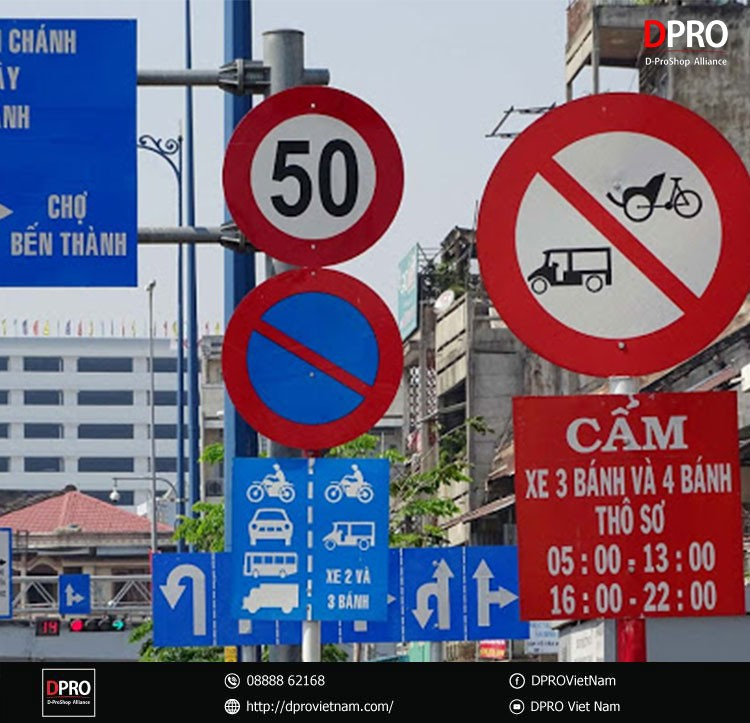 CHÁNH
ÂY
NH
CHỢ
BẾN THÀNH
50
DPRO
D-ProShop Alliance
XE 2 VÀ
3 BÁNH
CẤM
XE 3 BÁNH VÀ 4 BÁNH
THÔ SƠ
05 : 00 - 13 : 00
16 : 00 - 22 : 00
DPRO
D-ProShop Alliance
08888 62168
http://dprovietnam.com/
DPROVietNam
DPRO Viet Nam